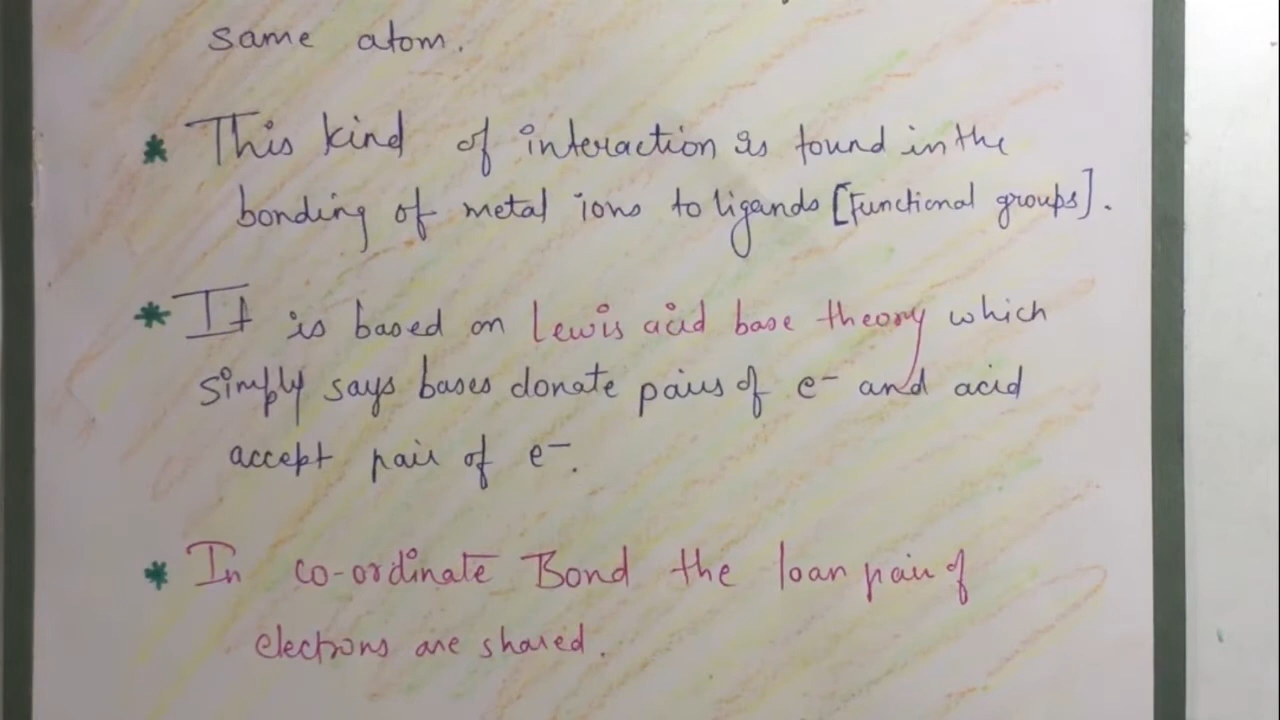 same atom.
* This kind of interaction is found in the
bonding of metal ions to ligands [Functional groups].
* It is based on Lewis acid base theory which
simply says bases donate pairs of e⁻ and acid
accept pair of e⁻.
* In co-ordinate Bond the loan pair of
electrons are shared.